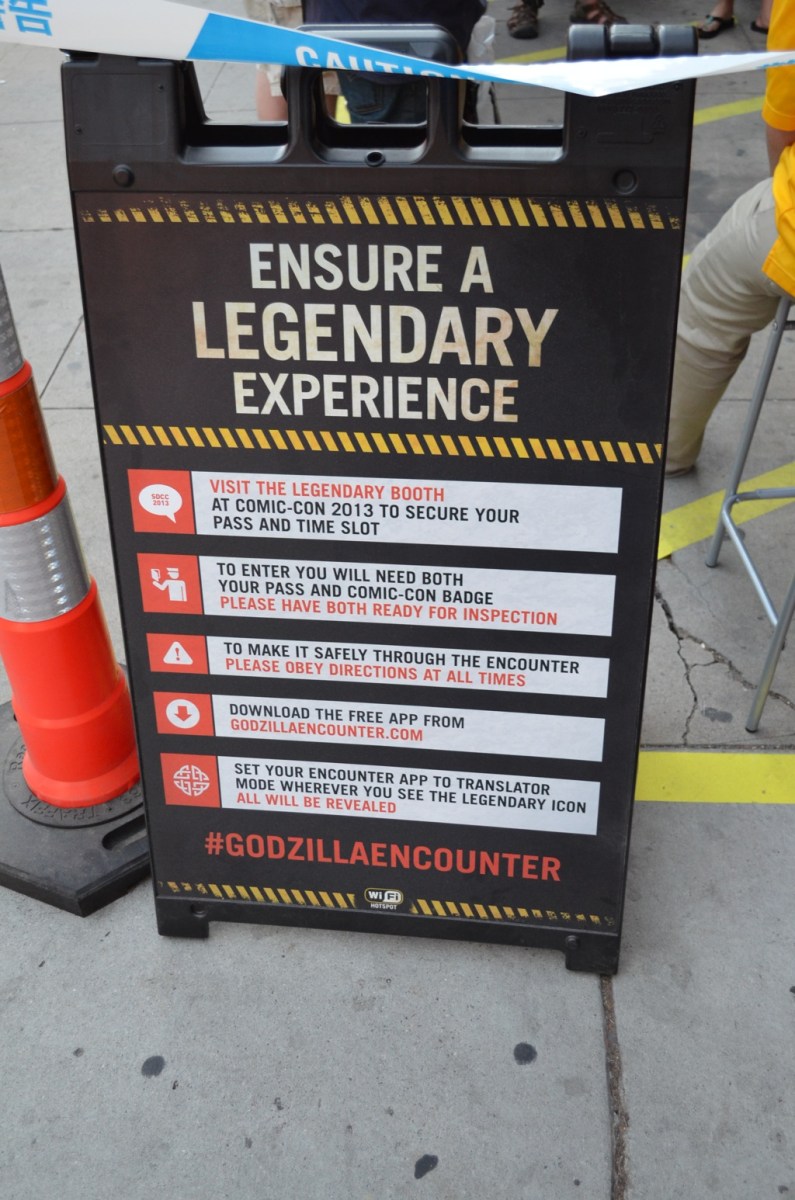 告
CAUTION
ENSURE A
LEGENDARY
EXPERIENCE
SDCC
2013
VISIT THE LEGENDARY BOOTH
AT COMIC-CON 2013 TO SECURE YOUR
PASS AND TIME SLOT
TO ENTER YOU WILL NEED BOTH
YOUR PASS AND COMIC-CON BADGE
PLEASE HAVE BOTH READY FOR INSPECTION
TO MAKE IT SAFELY THROUGH THE ENCOUNTER
PLEASE OBEY DIRECTIONS AT ALL TIMES
DOWNLOAD THE FREE APP FROM
GODZILLAENCOUNTER.COM
SET YOUR ENCOUNTER APP TO TRANSLATOR
MODE WHEREVER YOU SEE THE LEGENDARY ICON
ALL WILL BE REVEALED
#GODZILLAENCOUNTER
Wi Fi
HOTSPOT